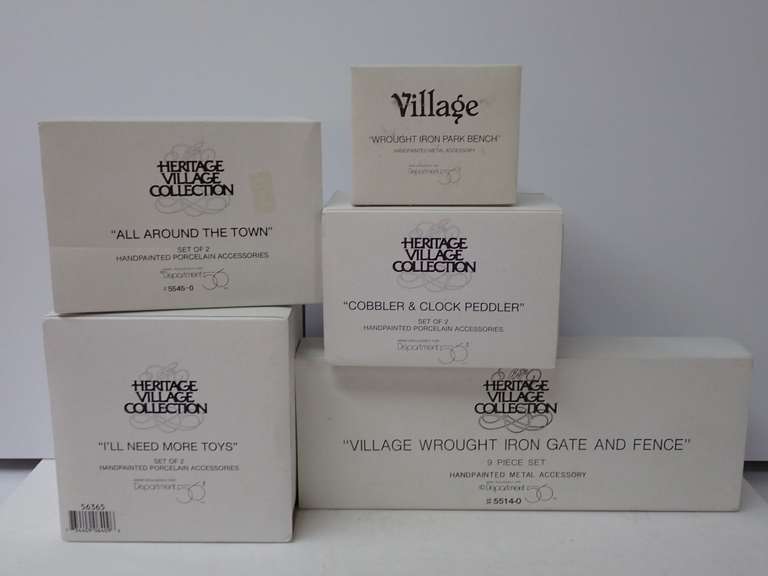 Village
"WROUGHT IRON PARK BENCH"
HANDPAINTED METAL ACCESSORY
Department 56
HERITAGE
VILLAGE
COLLECTION
"ALL AROUND THE TOWN"
SET OF 2
HANDPAINTED PORCELAIN ACCESSORIES
Department 56
#5545-0
HERITAGE
VILLAGE
COLLECTION
"COBBLER & CLOCK PEDDLER"
SET OF 2
HANDPAINTED PORCELAIN ACCESSORIES
Department 56
HERITAGE
VILLAGE
COLLECTION
"I'LL NEED MORE TOYS"
SET OF 2
HANDPAINTED PORCELAIN ACCESSORIES
Department 56
56365
HERITAGE
VILLAGE
COLLECTION
"VILLAGE WROUGHT IRON GATE AND FENCE"
9 PIECE SET
HANDPAINTED METAL ACCESSORY
Department 56
#5514-0